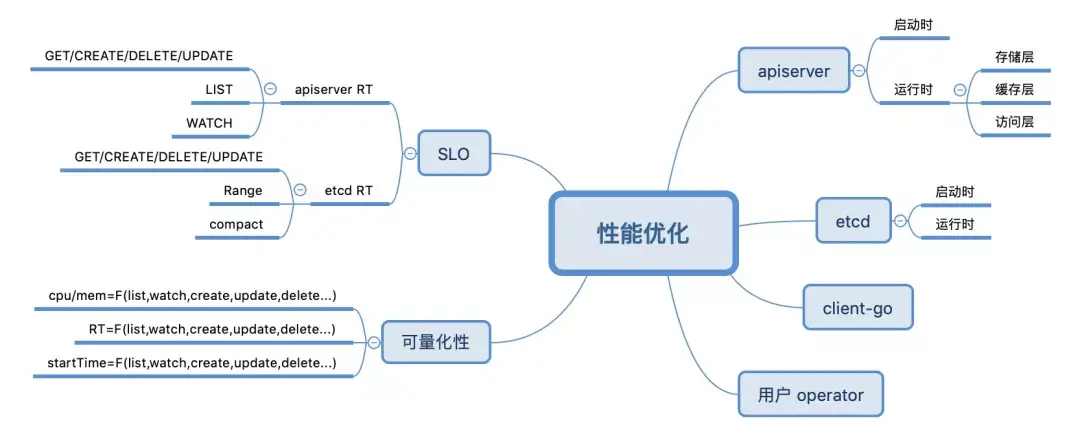 性能优化
SLO
apiserver RT
GET/CREATE/DELETE/UPDATE
LIST
WATCH
etcd RT
GET/CREATE/DELETE/UPDATE
Range
compact
可量化性
cpu/mem=F(list,watch,create,update,delete...)
RT=F(list,watch,create,update,delete...)
startTime=F(list,watch,create,update,delete...)
apiserver
启动时
运行时
存储层
缓存层
访问层
etcd
启动时
运行时
client-go
用户 operator